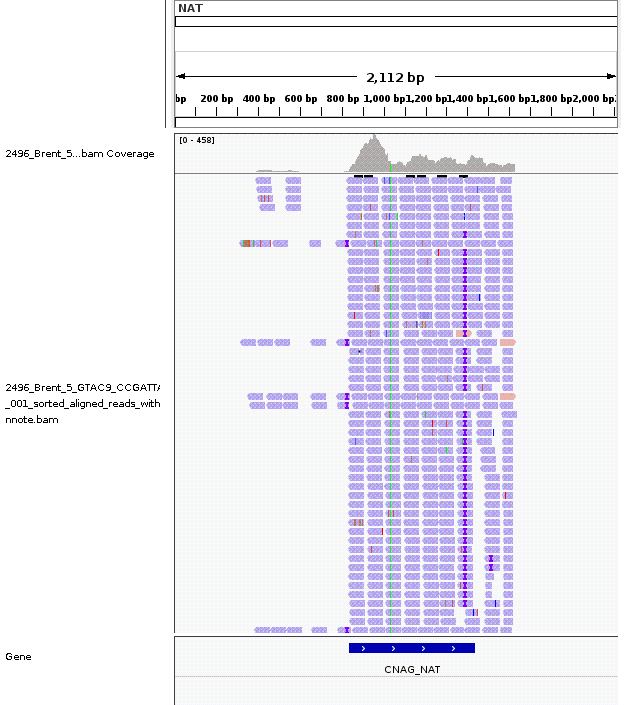 NAT
2,112 bp
bp 200 bp 400 bp 600 bp 800 bp 1,000 bp 1,200 bp 1,400 bp 1,600 bp 1,800 bp 2,000 bp
[0 - 458]
2496_Brent_5...bam Coverage
2496_Brent_5_GTAC9_CCGATTA
_001_sorted_aligned_reads_with
nnote.bam
Gene
CNAG_NAT